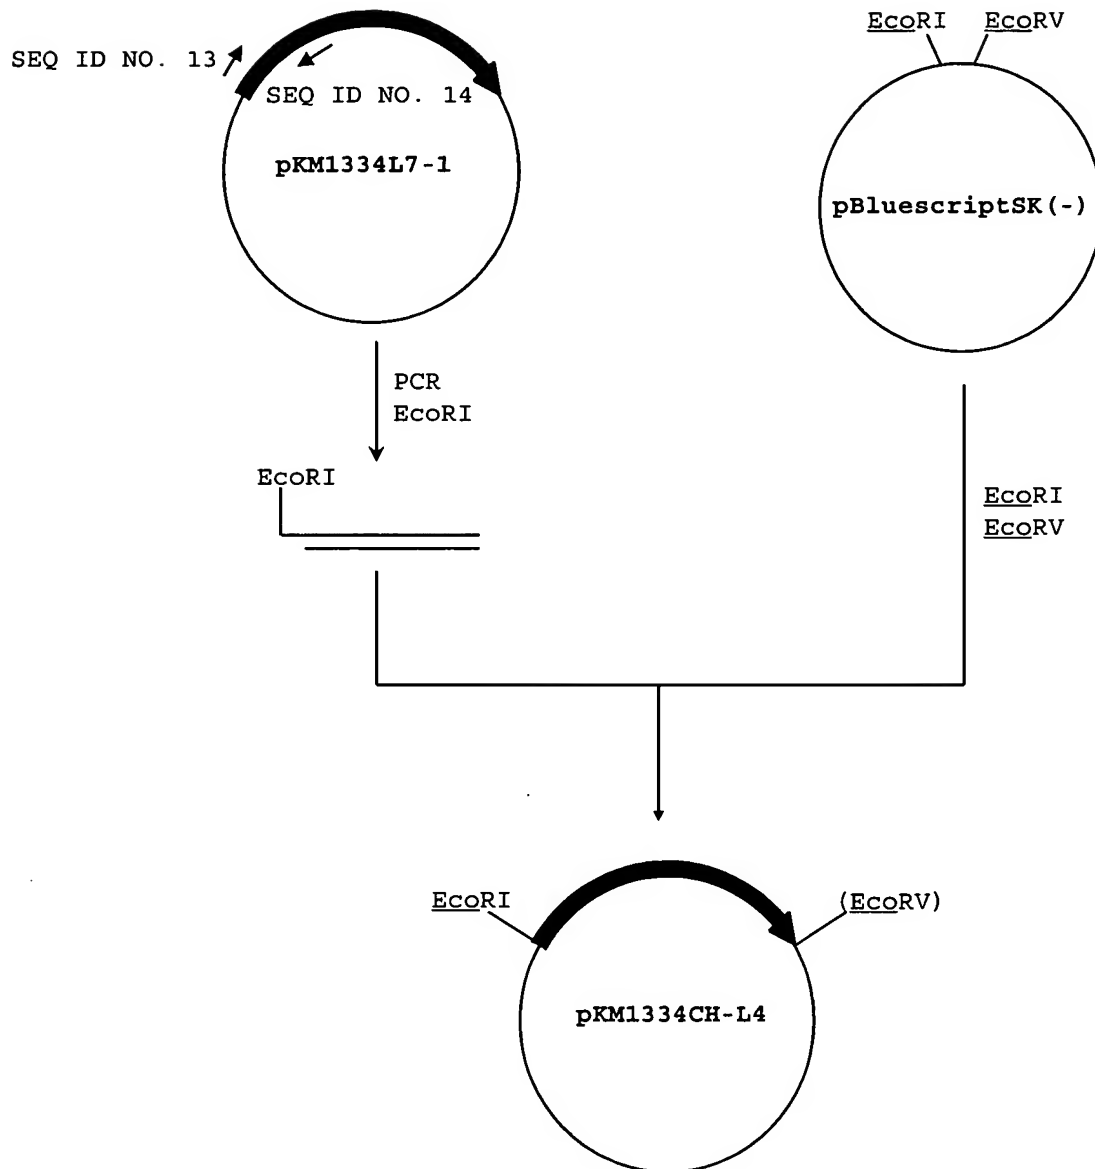 EcoRI EcoRV
SEQ ID NO. 13
SEQ ID NO. 14
pKM1334L7-1
pBluescriptSK(-)
PCR
EcoRI
EcoRI
EcoRI
EcoRV
EcoRI
(EcoRV)
pKM1334CH-L4